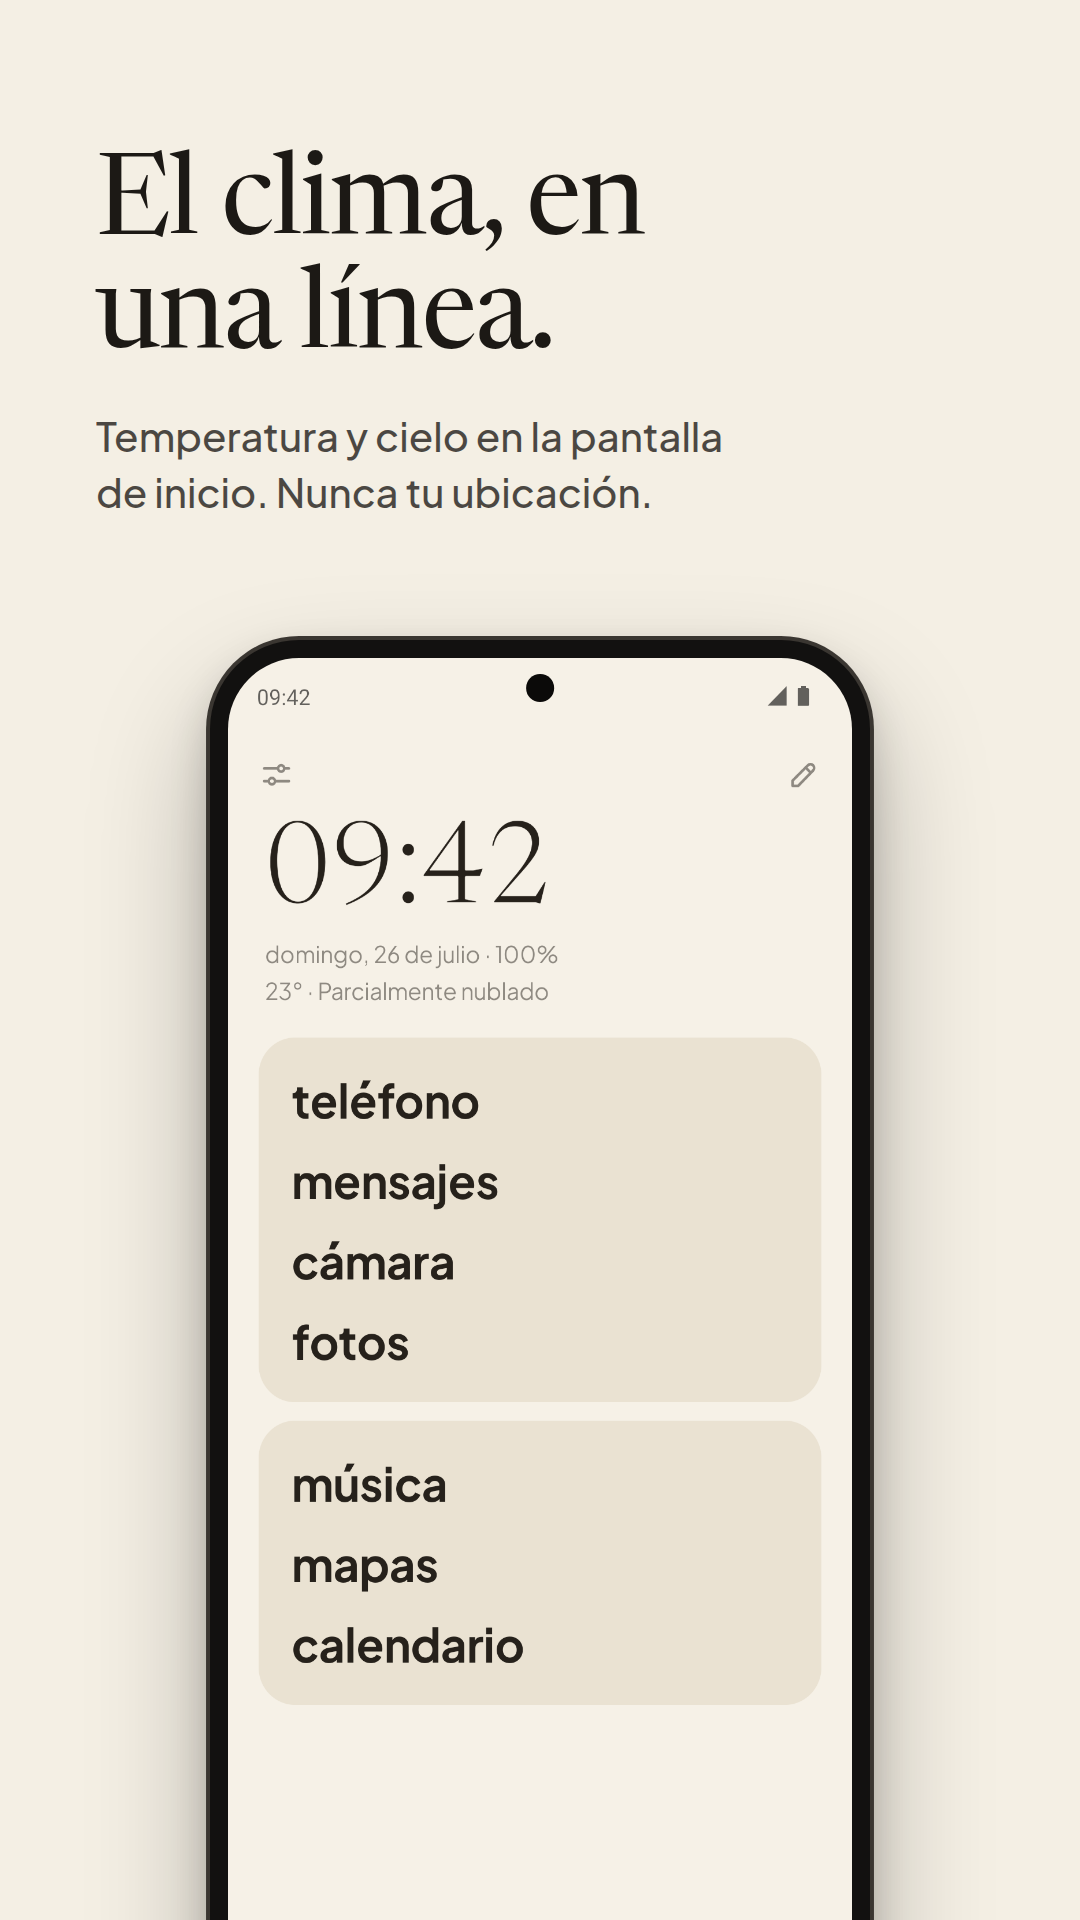 El clima, en
una línea.
Temperatura y cielo en la pantalla
de inicio. Nunca tu ubicación.
09:42
09:42
domingo, 26 de julio · 100%
23° · Parcialmente nublado
teléfono
mensajes
cámara
fotos
música
mapas
calendario